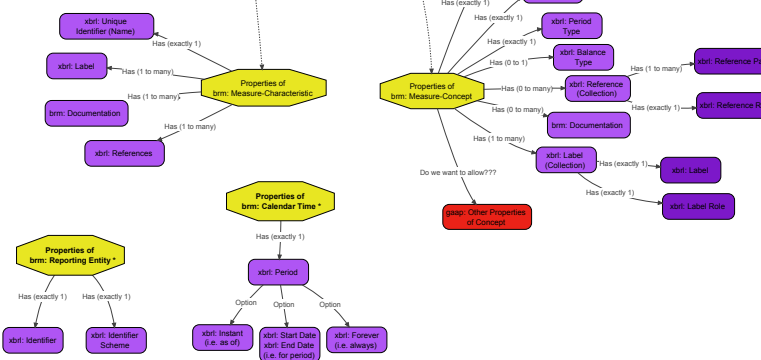 Has (exactly 1)
xbrl: Unique
Identifier (Name)
Has (exactly 1)
xbrl: Label
Has (1 to many)
Properties of
brm: Measure-Characteristic
Has (1 to many)
brm: Documentation
Has (1 to many)
xbrl: References
Has (exactly 1)
xbrl: Period
Type
Has (exactly 1)
xbrl: Balance
Type
Has (0 to 1)
Properties of
brm: Measure-Concept
Has (0 to many)
xbrl: Reference
(Collection)
Has (1 to many)
xbrl: Reference
Has (exactly 1)
xbrl: Reference
Has (0 to many)
brm: Documentation
Has (1 to many)
xbrl: Label
(Collection)
Has (exactly 1)
xbrl: Label
Has (exactly 1)
xbrl: Label Role
Do we want to allow???
gaap: Other Properties
of Concept
Properties of
brm: Calendar Time *
Has (exactly 1)
xbrl: Period
Option
Option
Option
xbrl: Instant
(i.e. as of)
xbrl: Start Date
xbrl: End Date
(i.e. for period)
xbrl: Forever
(i.e. always)
Properties of
brm: Reporting Entity *
Has (exactly 1)
Has (exactly 1)
xbrl: Identifier
xbrl: Identifier
Scheme